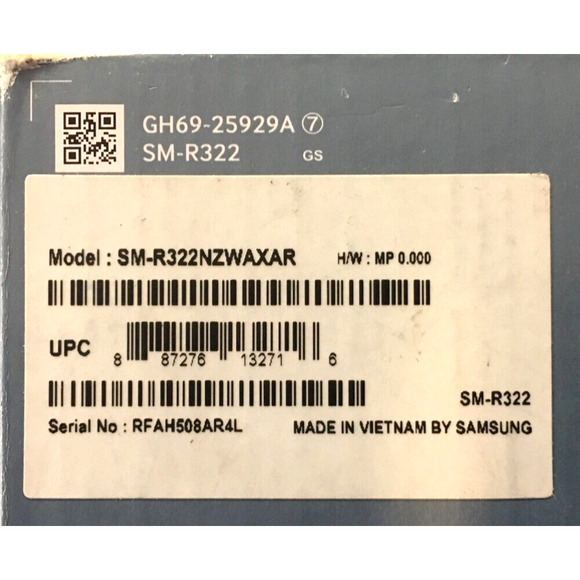 GH69-25929A ⑦
SM-R322 GS
Model : SM-R322NZWAXAR H/W : MP 0.000
UPC 8 87276 13271 6
SM-R322
Serial No : RFAH508AR4L MADE IN VIETNAM BY SAMSUNG